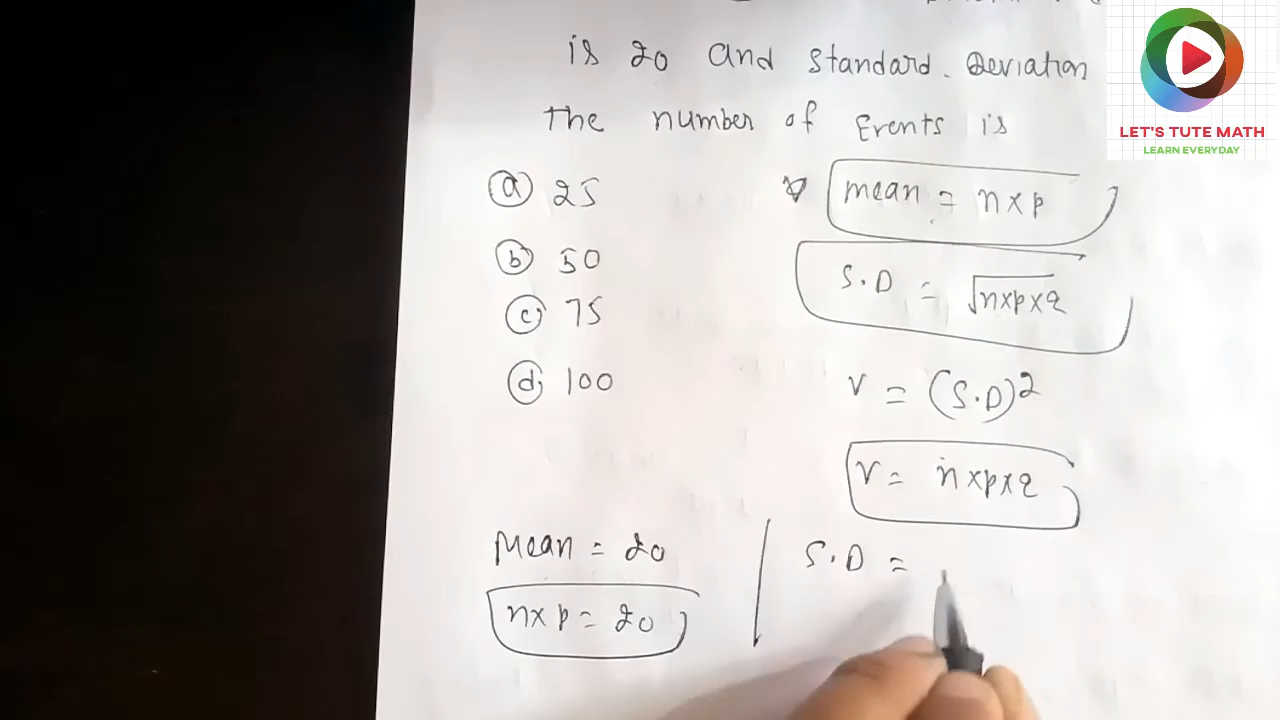 is 20 and standard. Deviation
the number of Events is
(a) 25
(b) 50
(c) 75
(d) 100
mean = n×p
S.D = √n×p×q
V = (S.D)2
V = n×p×q
Mean = 20
n×p = 20
S.D =
LET'S TUTE MATH
LEARN EVERYDAY